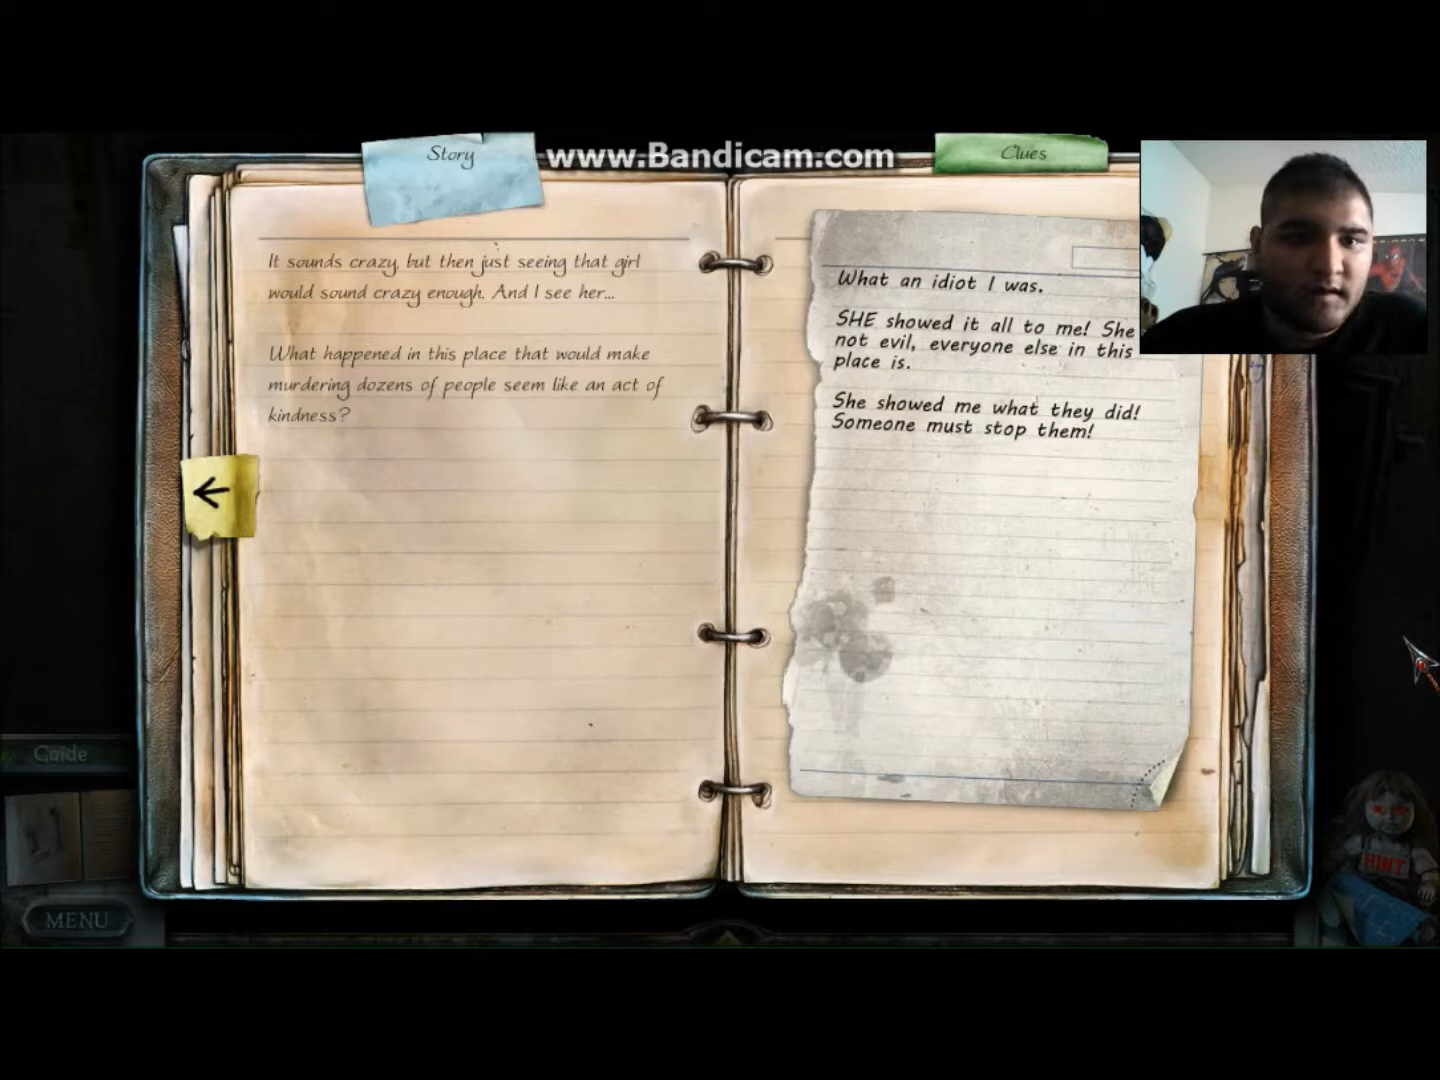 Story
www.Bandicam.com
Clues
It sounds crazy, but then just seeing that girl
would sound crazy enough. And I see her...
What happened in this place that would make
murdering dozens of people seem like an act of
kindness?
What an idiot I was.
SHE showed it all to me! She
not evil, everyone else in this
place is.
She showed me what they did!
Someone must stop them!
Guide
MENU
HINT